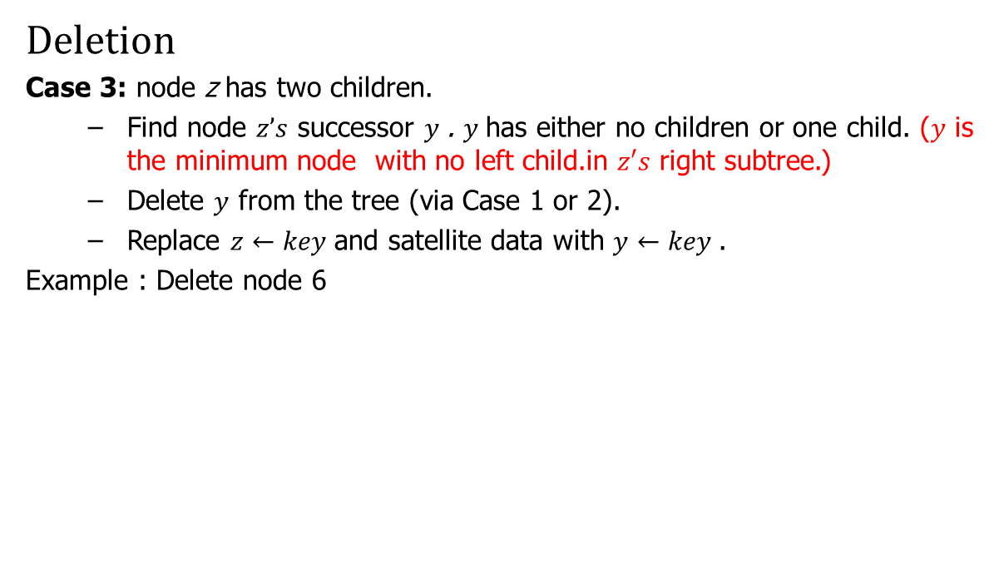 Deletion
Case 3: node z has two children.
– Find node z’s successor y . y has either no children or one child. (y is
the minimum node  with no left child.in z′s right subtree.)
– Delete y from the tree (via Case 1 or 2).
– Replace z ← key and satellite data with y ← key .
Example : Delete node 6